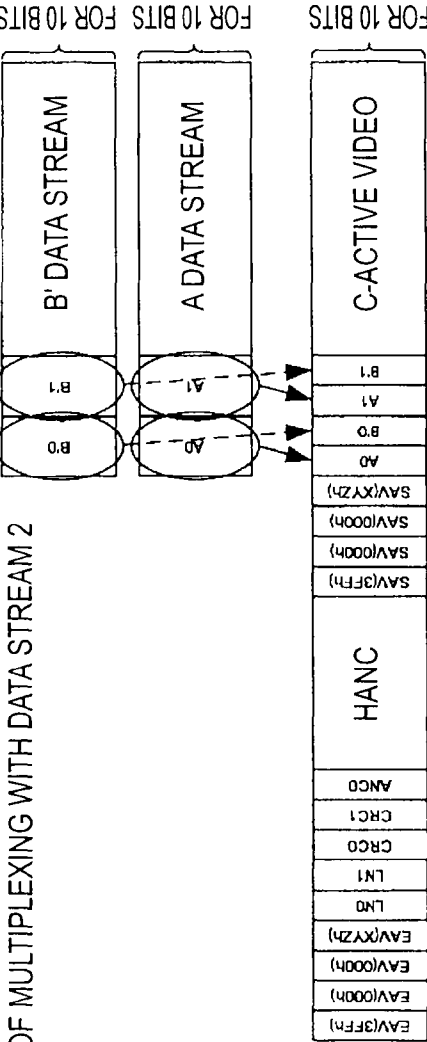 OF MULTIPLEXING WITH DATA STREAM 2
FOR 10 BITS
B' DATA STREAM
B'0
B'1
FOR 10 BITS
A DATA STREAM
A0
A1
FOR 10 BITS
EAV(3FFh)
EAV(000h)
EAV(000h)
EAV(XYZh)
LN0
LN1
CRC0
CRC1
ANC0
HANC
SAV(3FFh)
SAV(000h)
SAV(000h)
SAV(XYZh)
A0
B'0
A1
B'1
C-ACTIVE VIDEO